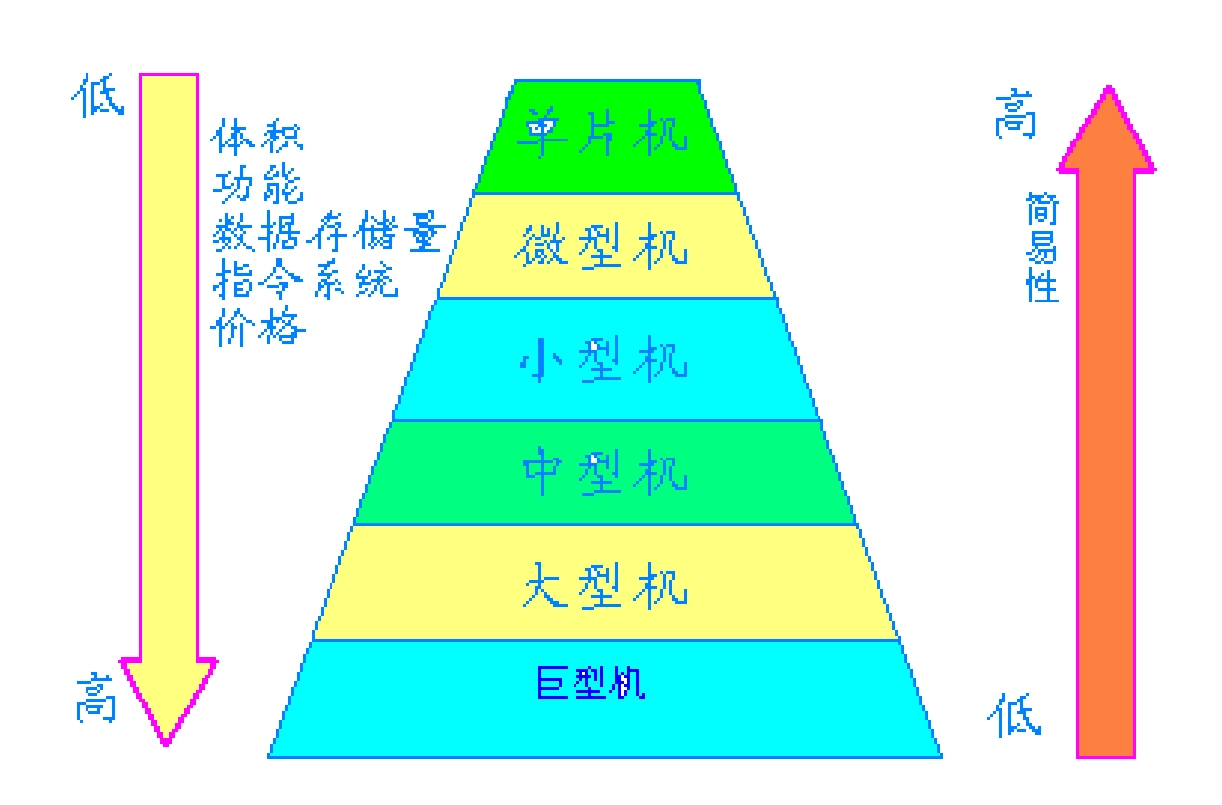 低
体积
功能
数据存储量
指令系统
价格
高
单片机
微型机
小型机
中型机
大型机
巨型机
高
简易性
低